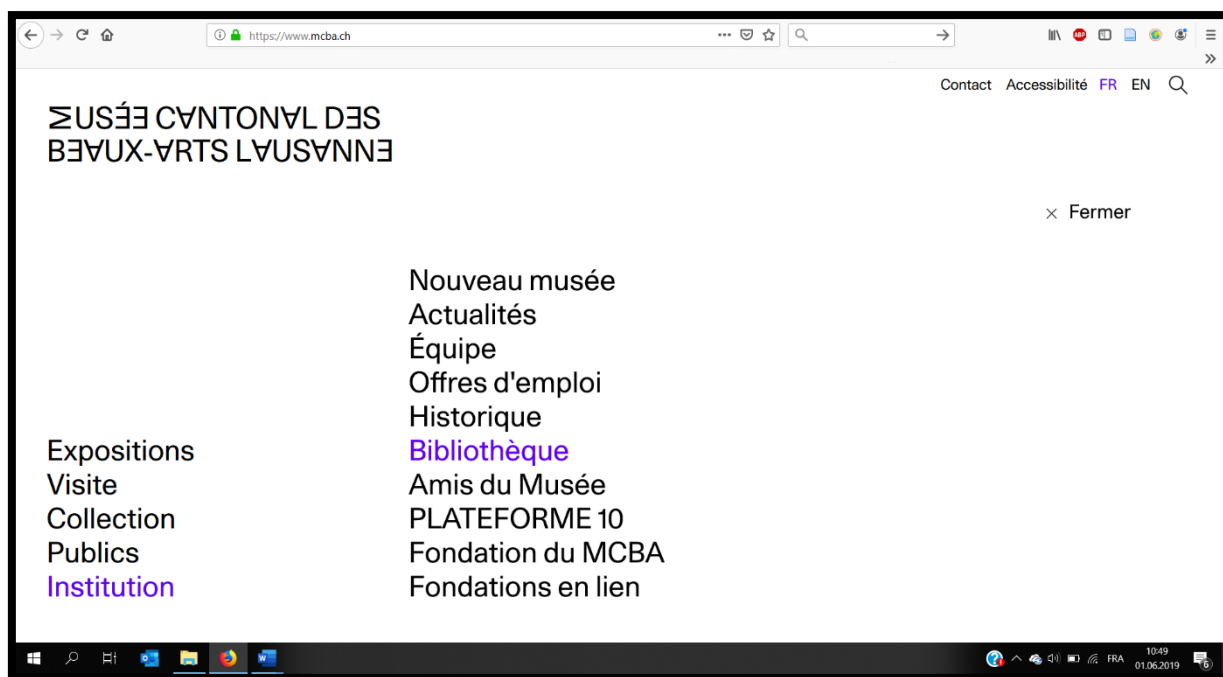 https://www.mcba.ch
Contact Accessibilité FR EN
MUSÉE CANTONAL DES
BEAUX-ARTS LAUSANNE
× Fermer
Nouveau musée
Actualités
Équipe
Offres d'emploi
Historique
Bibliothèque
Amis du Musée
PLATEFORME 10
Fondation du MCBA
Fondations en lien
Expositions
Visite
Collection
Publics
Institution
FRA
10:49
01.06.2019
6